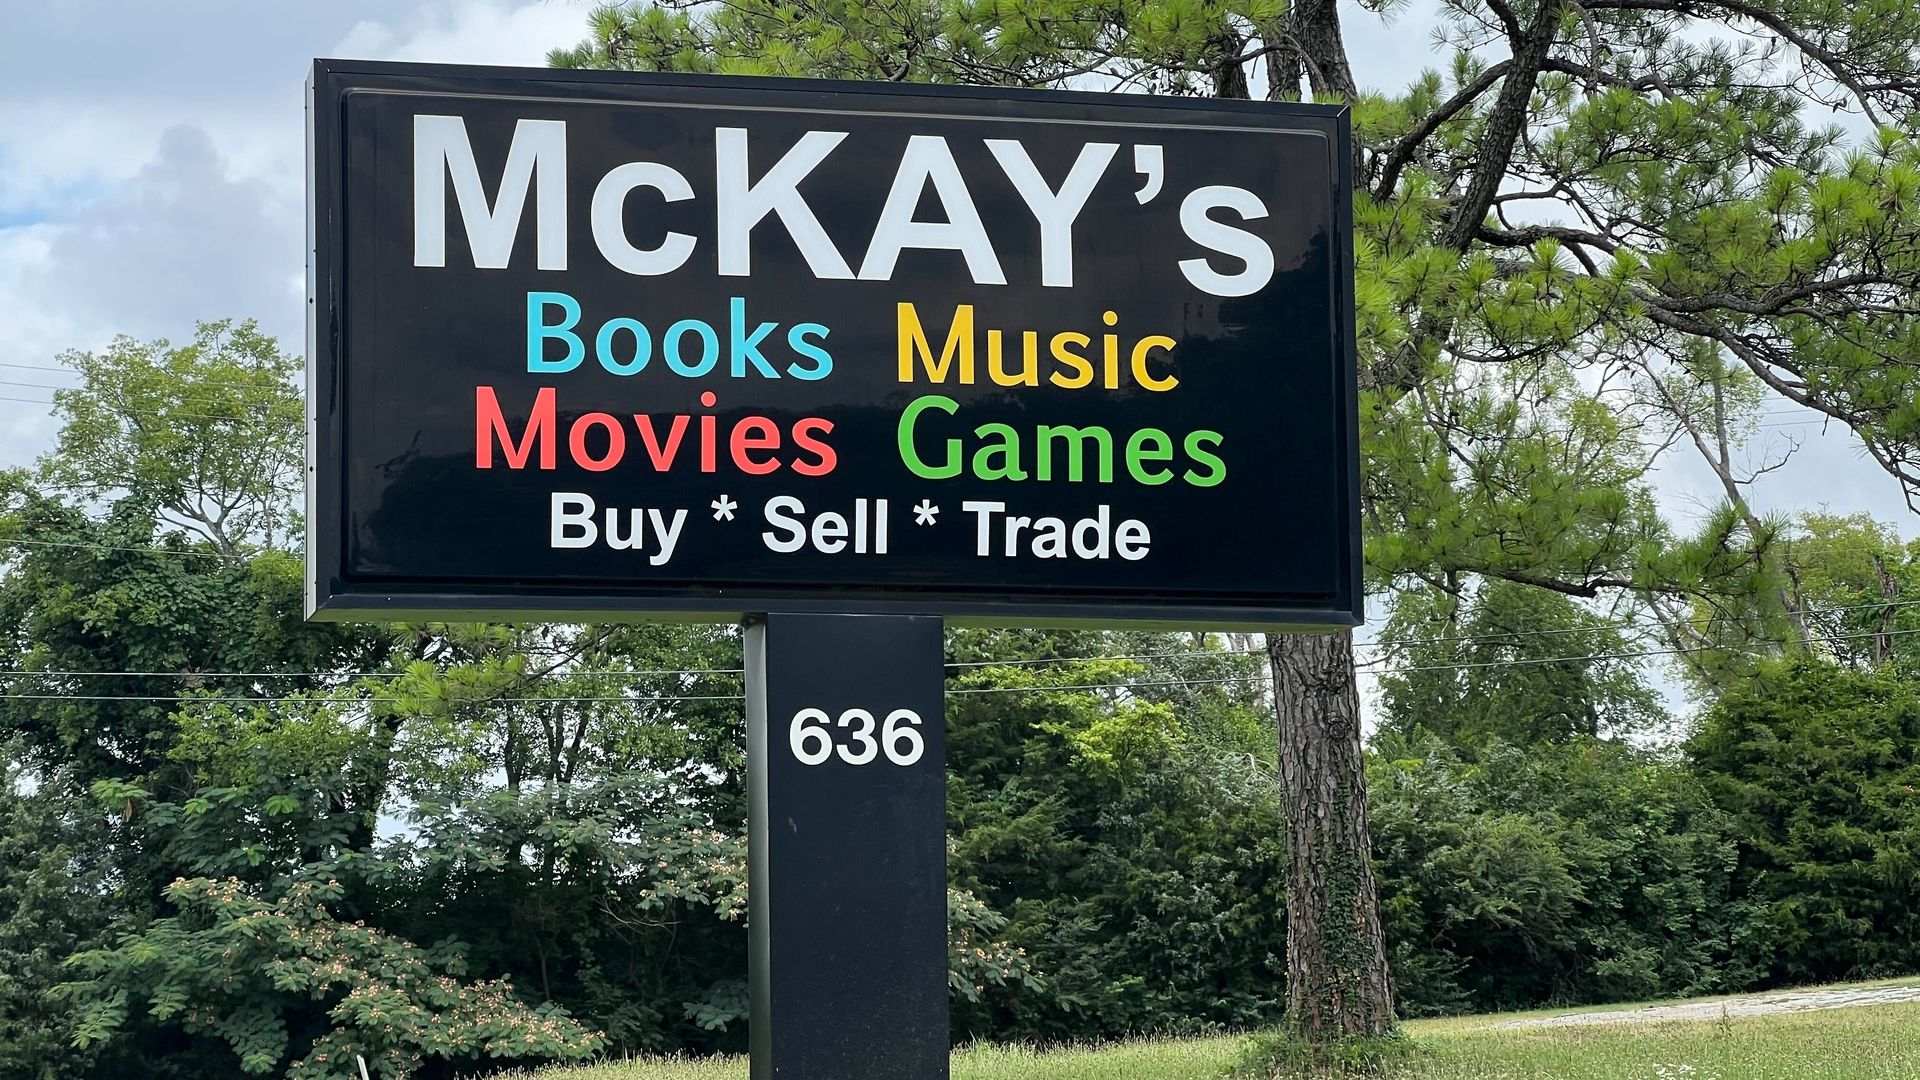 McKAY’s
Books Music
Movies Games
Buy * Sell * Trade
636